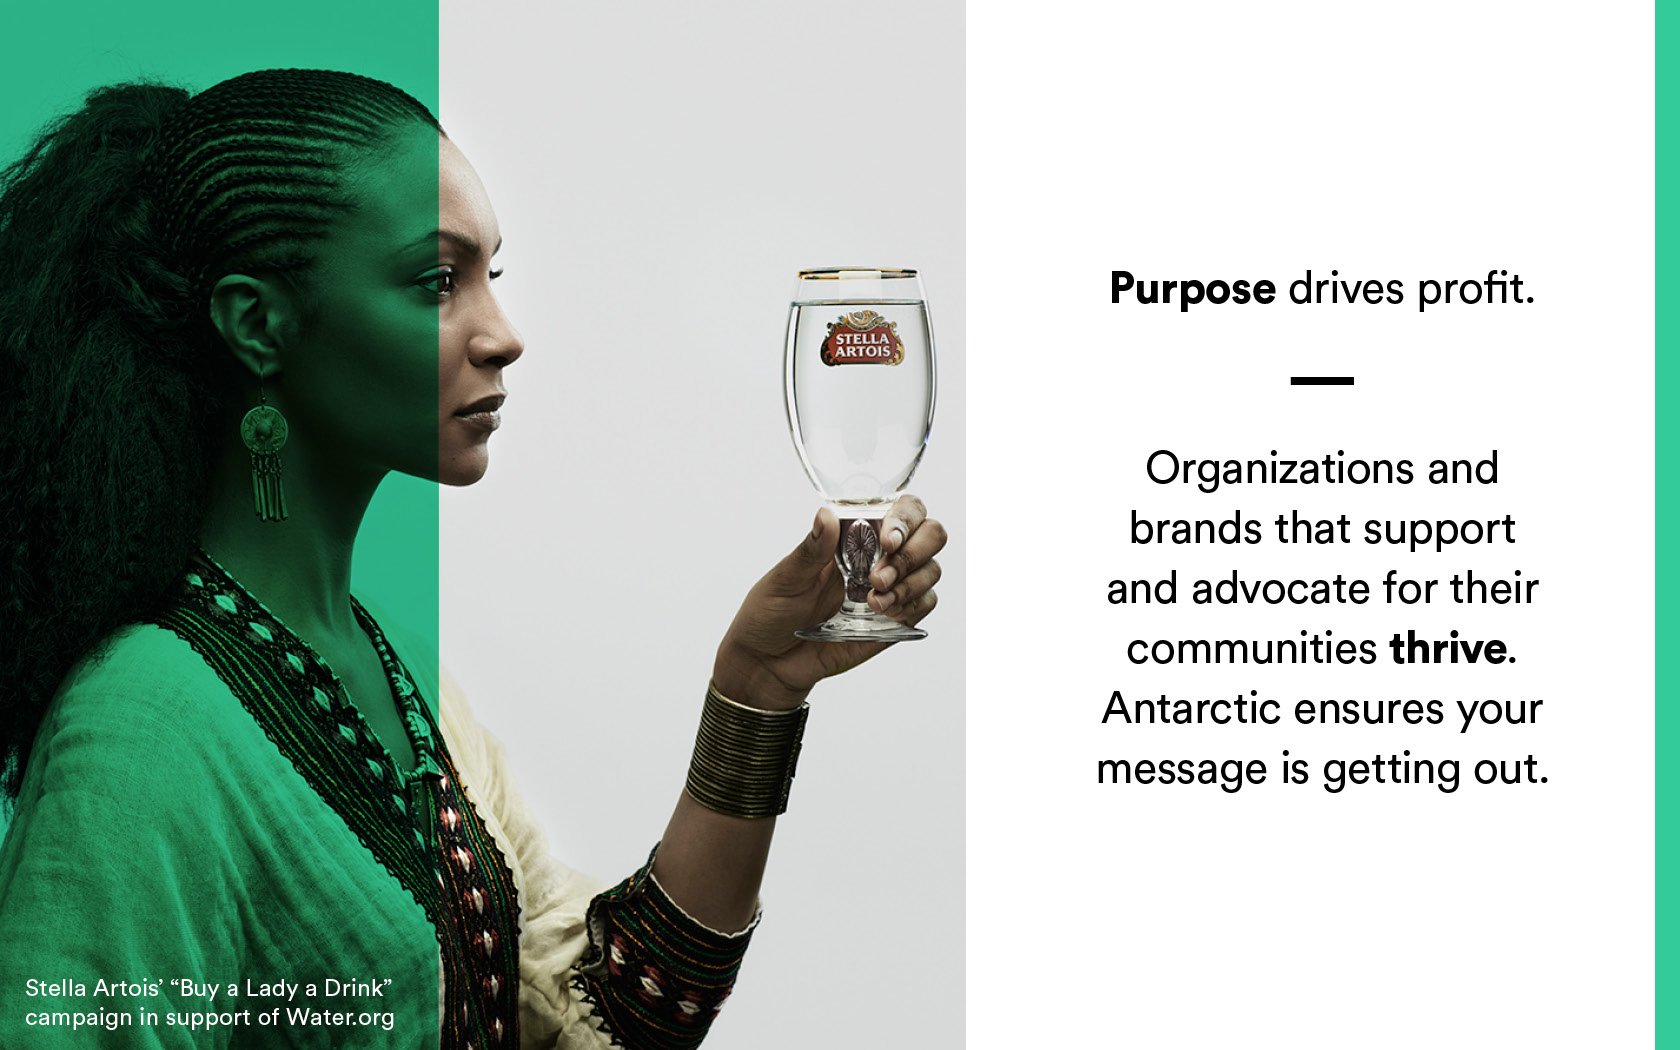 STELLA
ARTOIS
Stella Artois’ “Buy a Lady a Drink”
campaign in support of Water.org
Purpose drives profit.
Organizations and
brands that support
and advocate for their
communities thrive.
Antarctic ensures your
message is getting out.